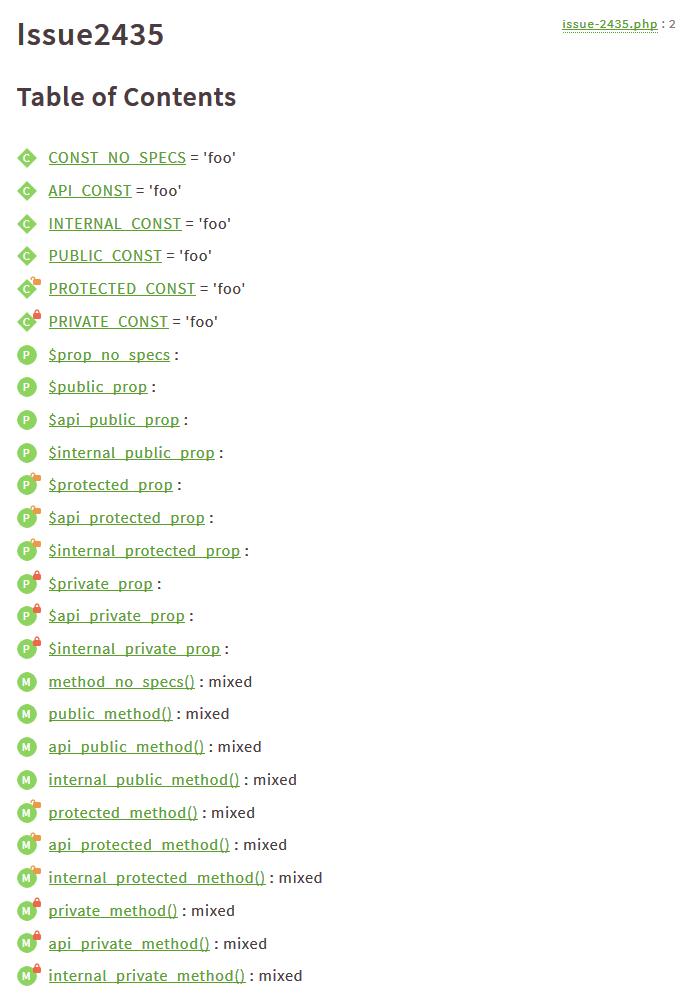 Issue2435
issue-2435.php : 2
Table of Contents
C CONST_NO_SPECS = 'foo'
C API_CONST = 'foo'
C INTERNAL_CONST = 'foo'
C PUBLIC_CONST = 'foo'
C PROTECTED_CONST = 'foo'
C PRIVATE_CONST = 'foo'
P $prop_no_specs :
P $public_prop :
P $api_public_prop :
P $internal_public_prop :
P $protected_prop :
P $api_protected_prop :
P $internal_protected_prop :
P $private_prop :
P $api_private_prop :
P $internal_private_prop :
M method_no_specs() : mixed
M public_method() : mixed
M api_public_method() : mixed
M internal_public_method() : mixed
M protected_method() : mixed
M api_protected_method() : mixed
M internal_protected_method() : mixed
M private_method() : mixed
M api_private_method() : mixed
M internal_private_method() : mixed